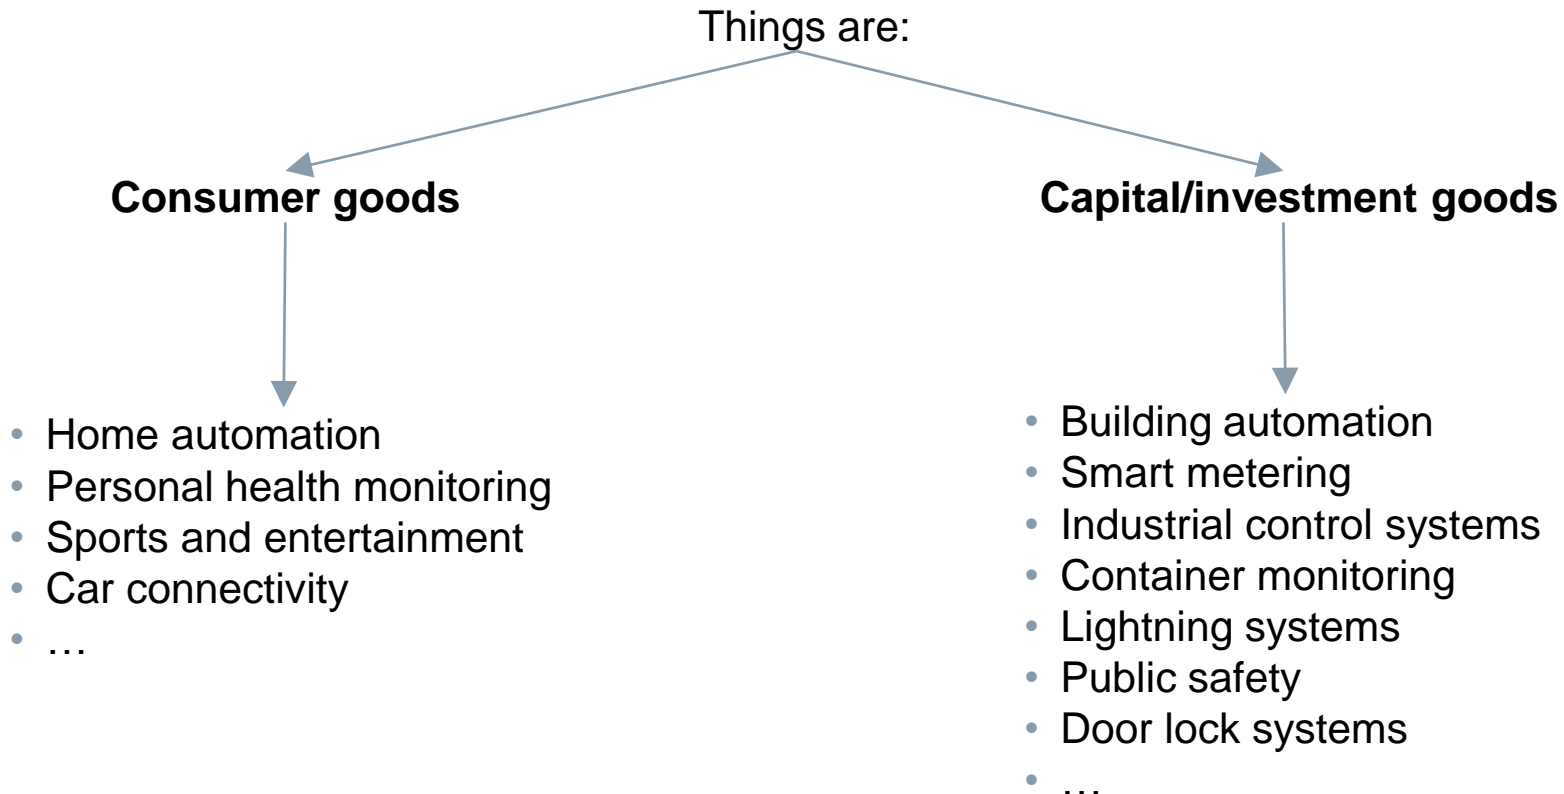 Things are:
Consumer goods
Capital/investment goods
• Home automation
• Personal health monitoring
• Sports and entertainment
• Car connectivity
• …
• Building automation
• Smart metering
• Industrial control systems
• Container monitoring
• Lightning systems
• Public safety
• Door lock systems
• …